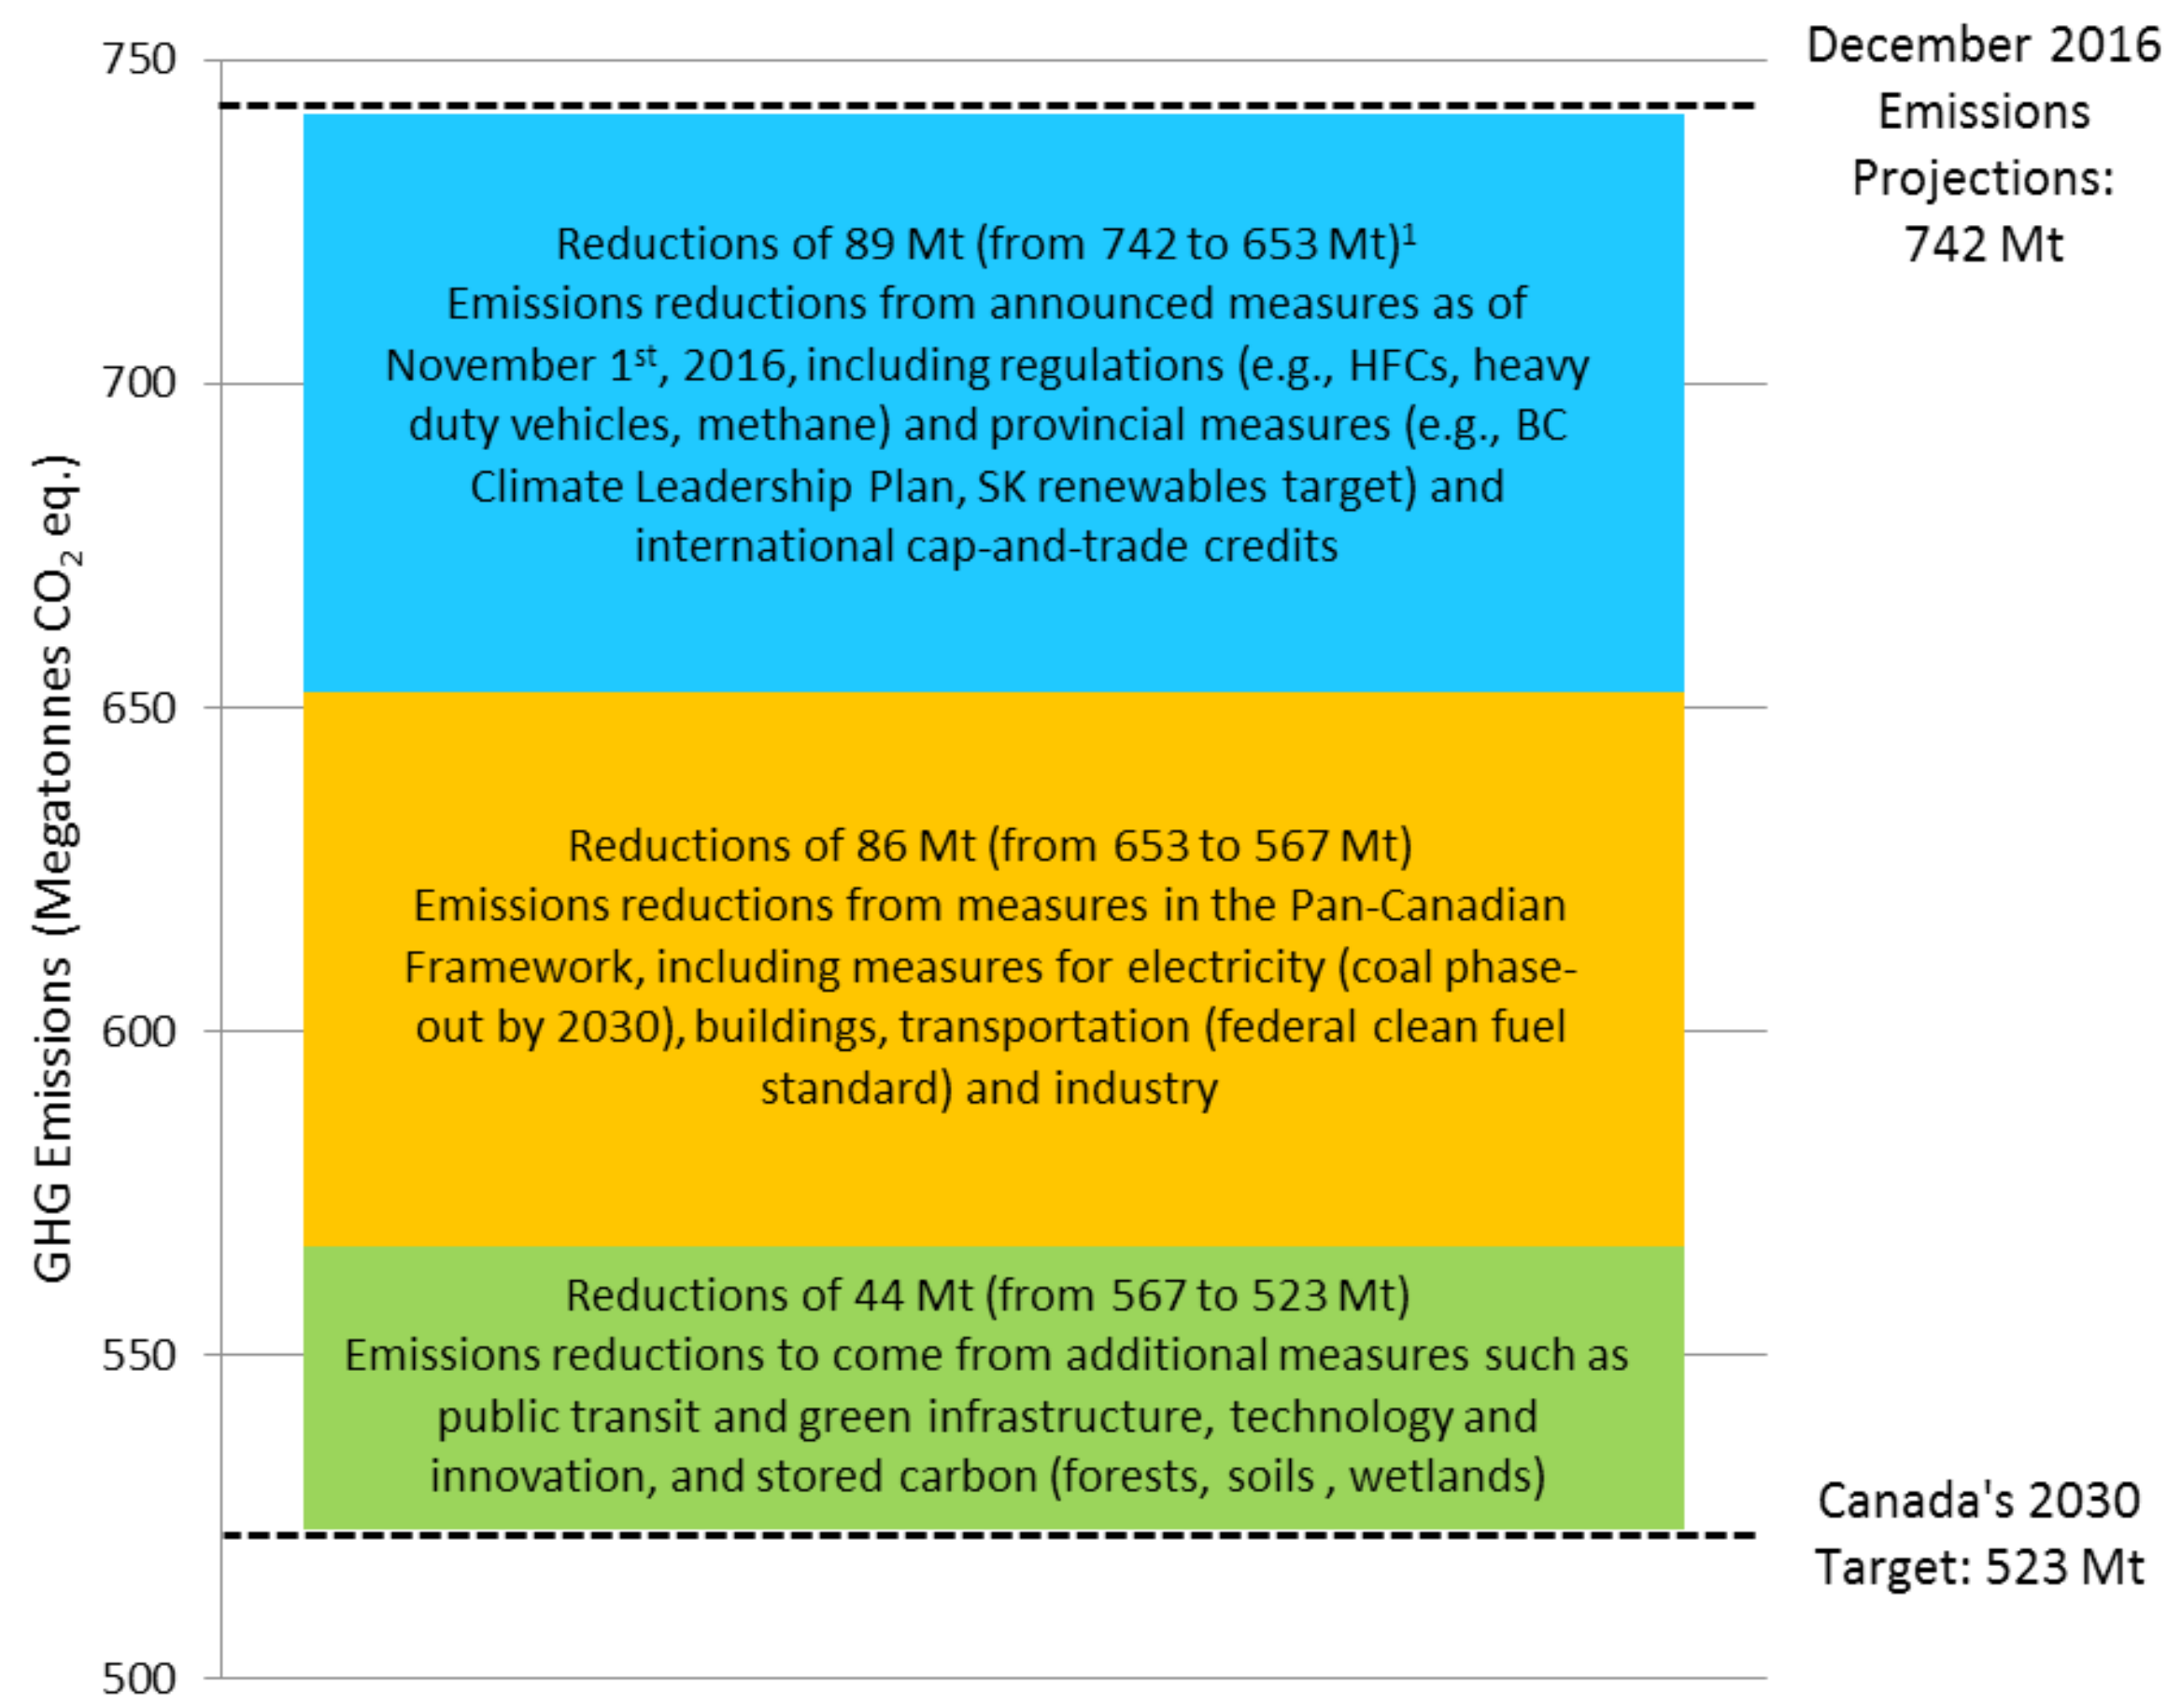 GHG Emissions (Megatonnes CO₂ eq.)
750
700
650
600
550
500
December 2016
Emissions
Projections:
742 Mt
Reductions of 89 Mt (from 742 to 653 Mt)¹
Emissions reductions from announced measures as of
November 1st, 2016, including regulations (e.g., HFCs, heavy
duty vehicles, methane) and provincial measures (e.g., BC
Climate Leadership Plan, SK renewables target) and
international cap-and-trade credits
Reductions of 86 Mt (from 653 to 567 Mt)
Emissions reductions from measures in the Pan-Canadian
Framework, including measures for electricity (coal phase-
out by 2030), buildings, transportation (federal clean fuel
standard) and industry
Reductions of 44 Mt (from 567 to 523 Mt)
Emissions reductions to come from additional measures such as
public transit and green infrastructure, technology and
innovation, and stored carbon (forests, soils , wetlands)
Canada's 2030
Target: 523 Mt